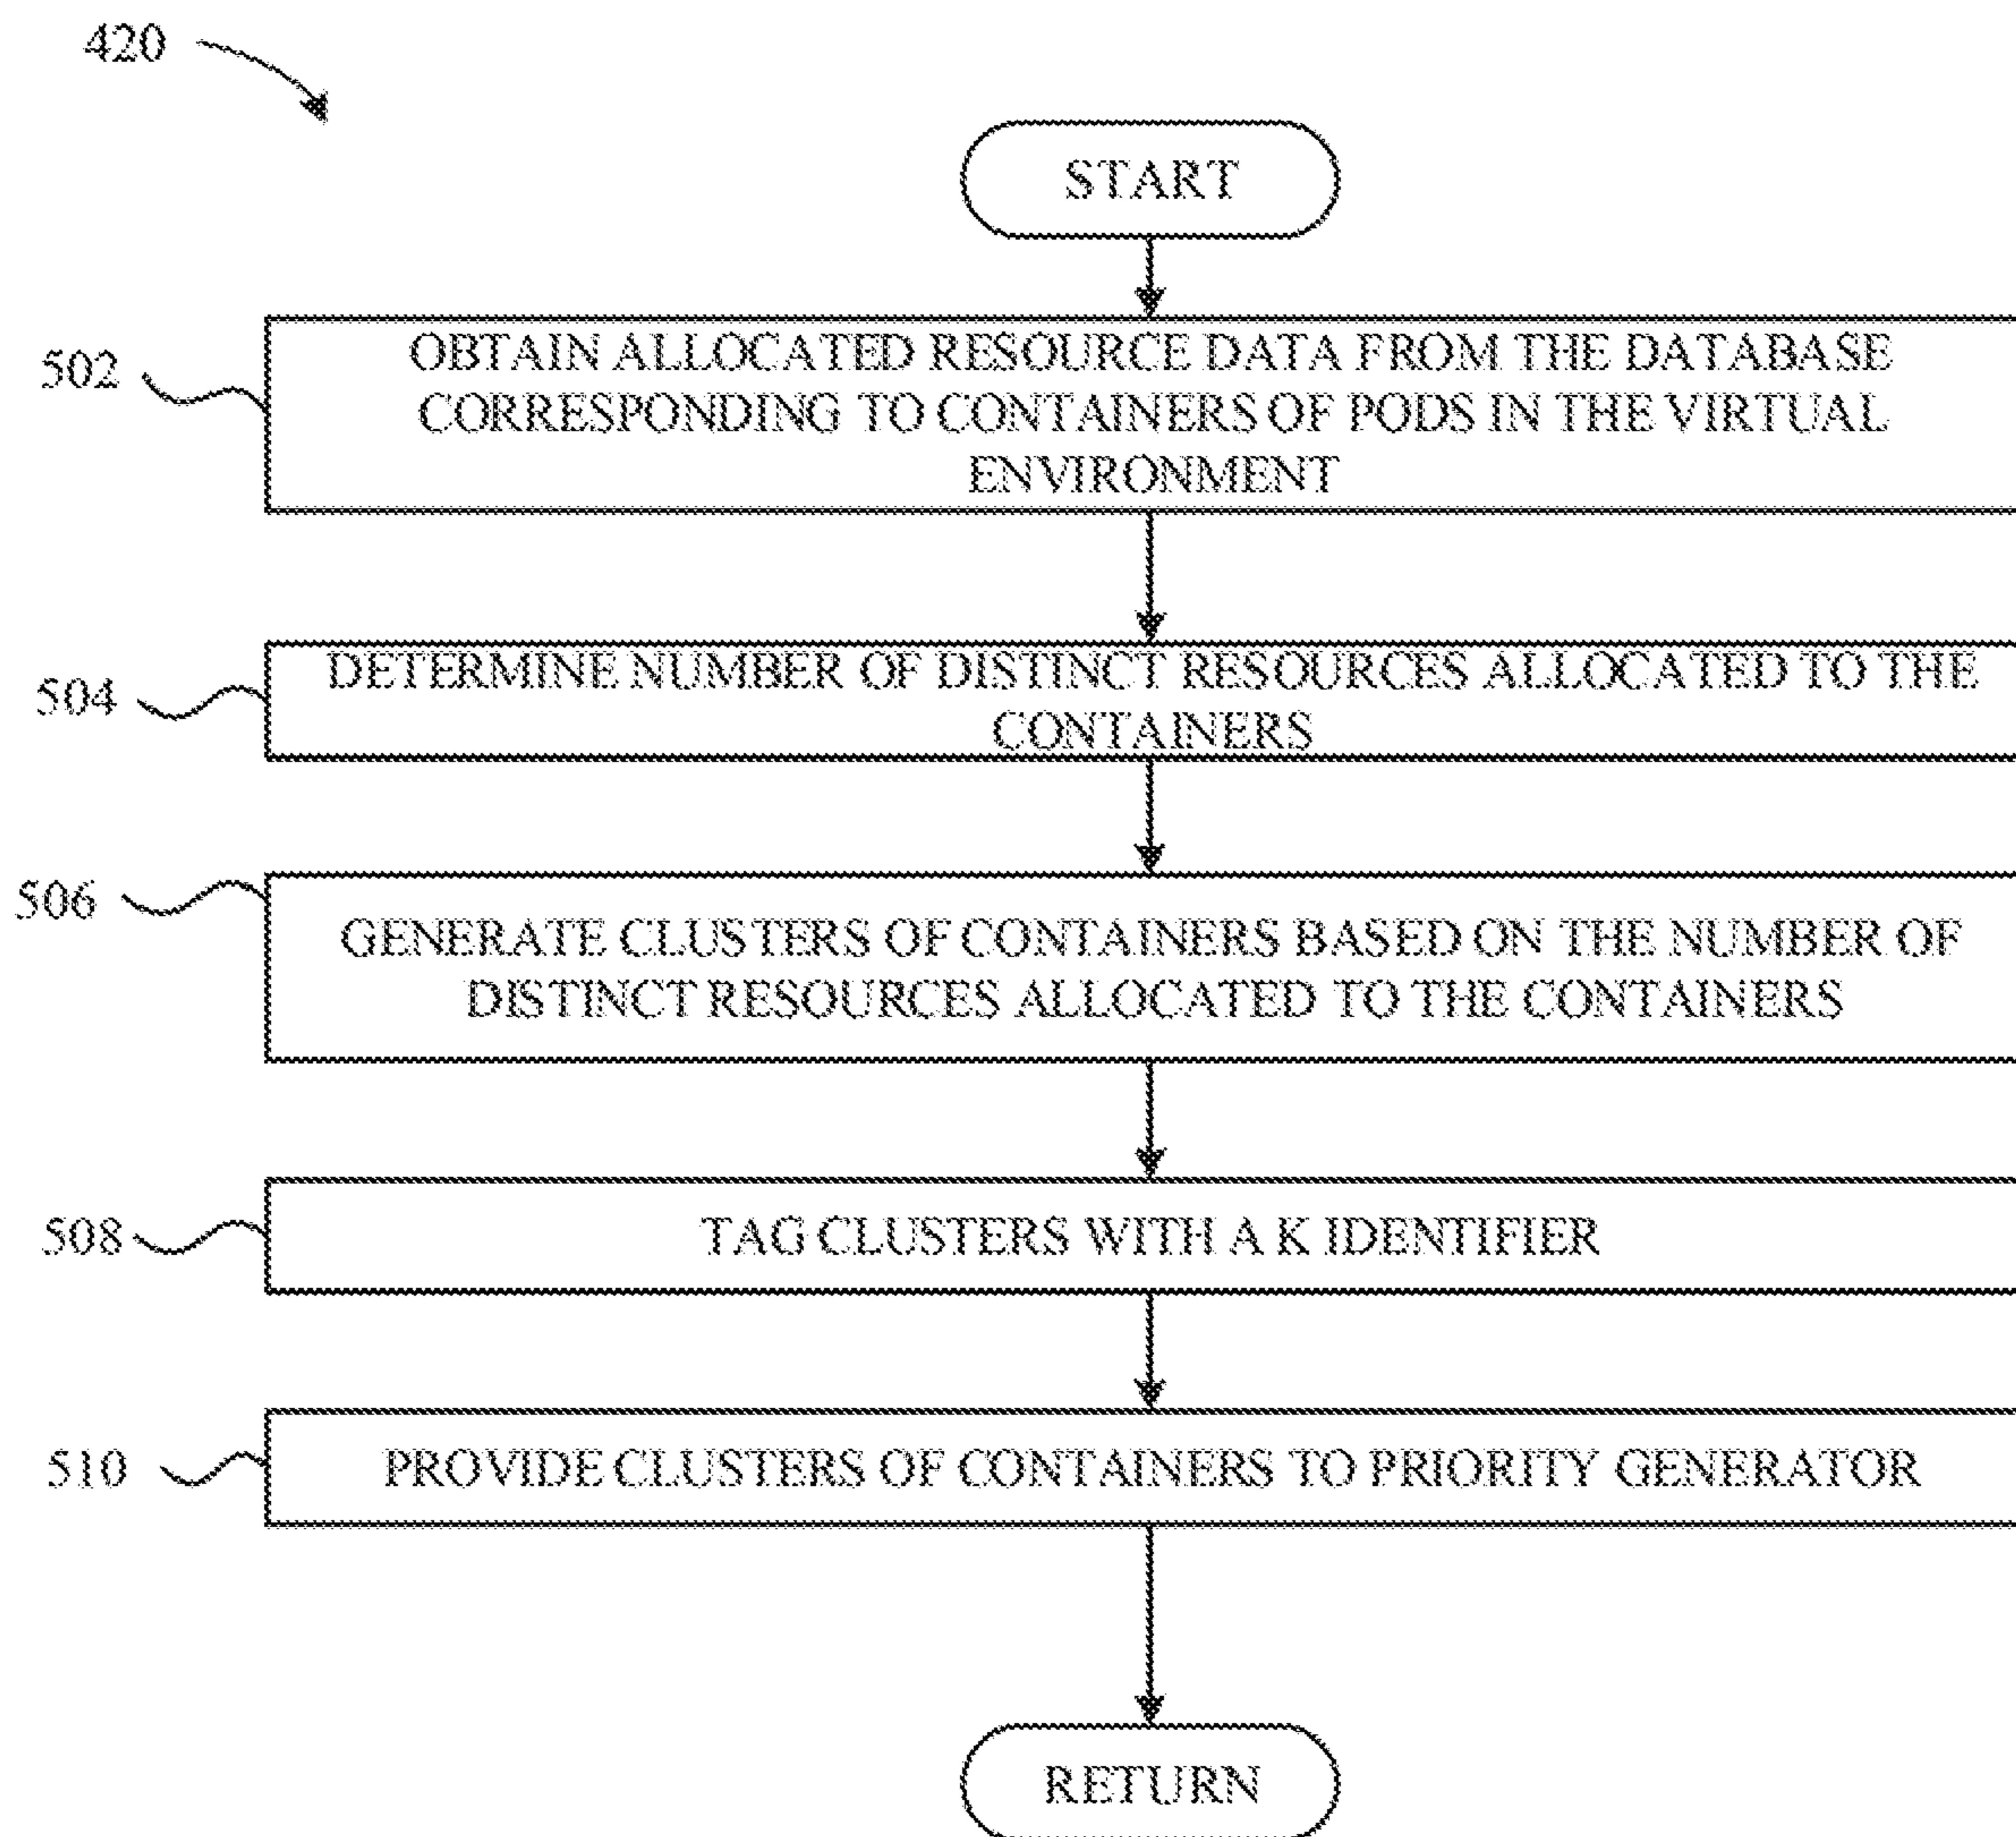 420
START
502
OBTAIN ALLOCATED RESOURCE DATA FROM THE DATABASE
CORRESPONDING TO CONTAINERS OF PODS IN THE VIRTUAL
ENVIRONMENT
504
DETERMINE NUMBER OF DISTINCT RESOURCES ALLOCATED TO THE
CONTAINERS
506
GENERATE CLUSTERS OF CONTAINERS BASED ON THE NUMBER OF
DISTINCT RESOURCES ALLOCATED TO THE CONTAINERS
508
TAG CLUSTERS WITH A K IDENTIFIER
510
PROVIDE CLUSTERS OF CONTAINERS TO PRIORITY GENERATOR
RETURN